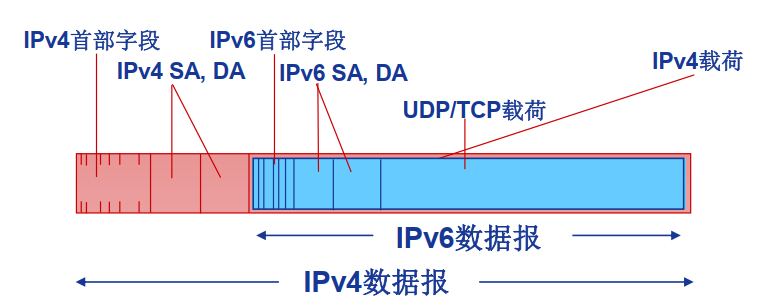 IPv4首部字段
IPv6首部字段
IPv4载荷
IPv4 SA, DA
IPv6 SA, DA
UDP/TCP载荷
IPv6数据报
IPv4数据报